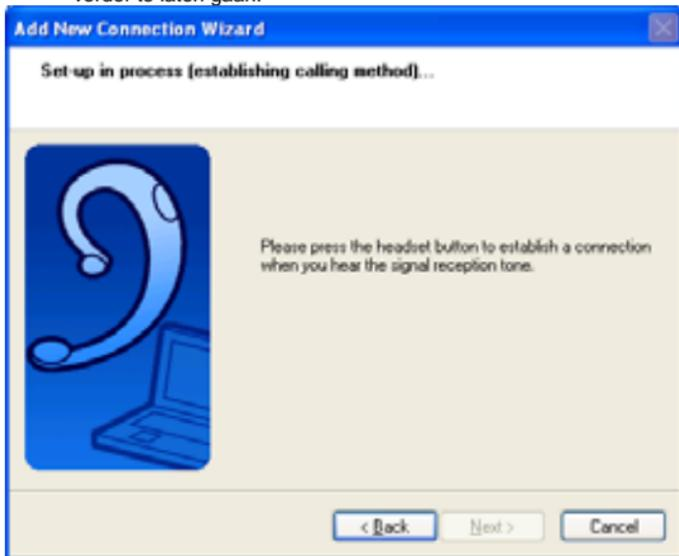 verder te laten gaan.
Add New Connection Wizard
Set-up in process (establishing calling method)...
Please press the headset button to establish a connection
when you hear the signal reception tone.
< Back Next > Cancel